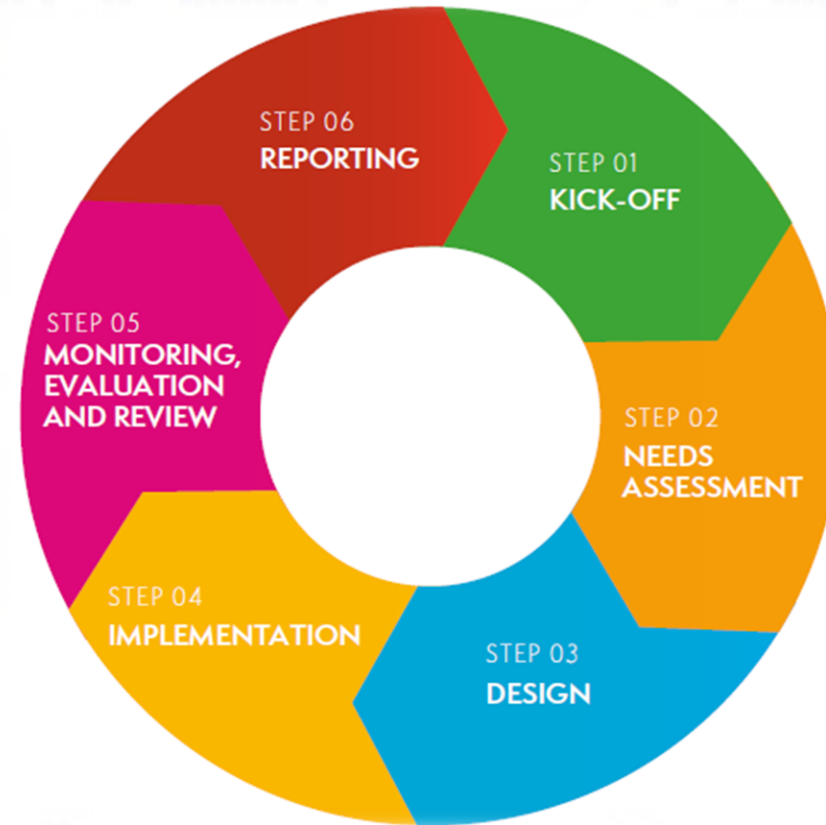 STEP 01
KICK-OFF
STEP 02
NEEDS
ASSESSMENT
STEP 03
DESIGN
STEP 04
IMPLEMENTATION
STEP 05
MONITORING,
EVALUATION
AND REVIEW
STEP 06
REPORTING